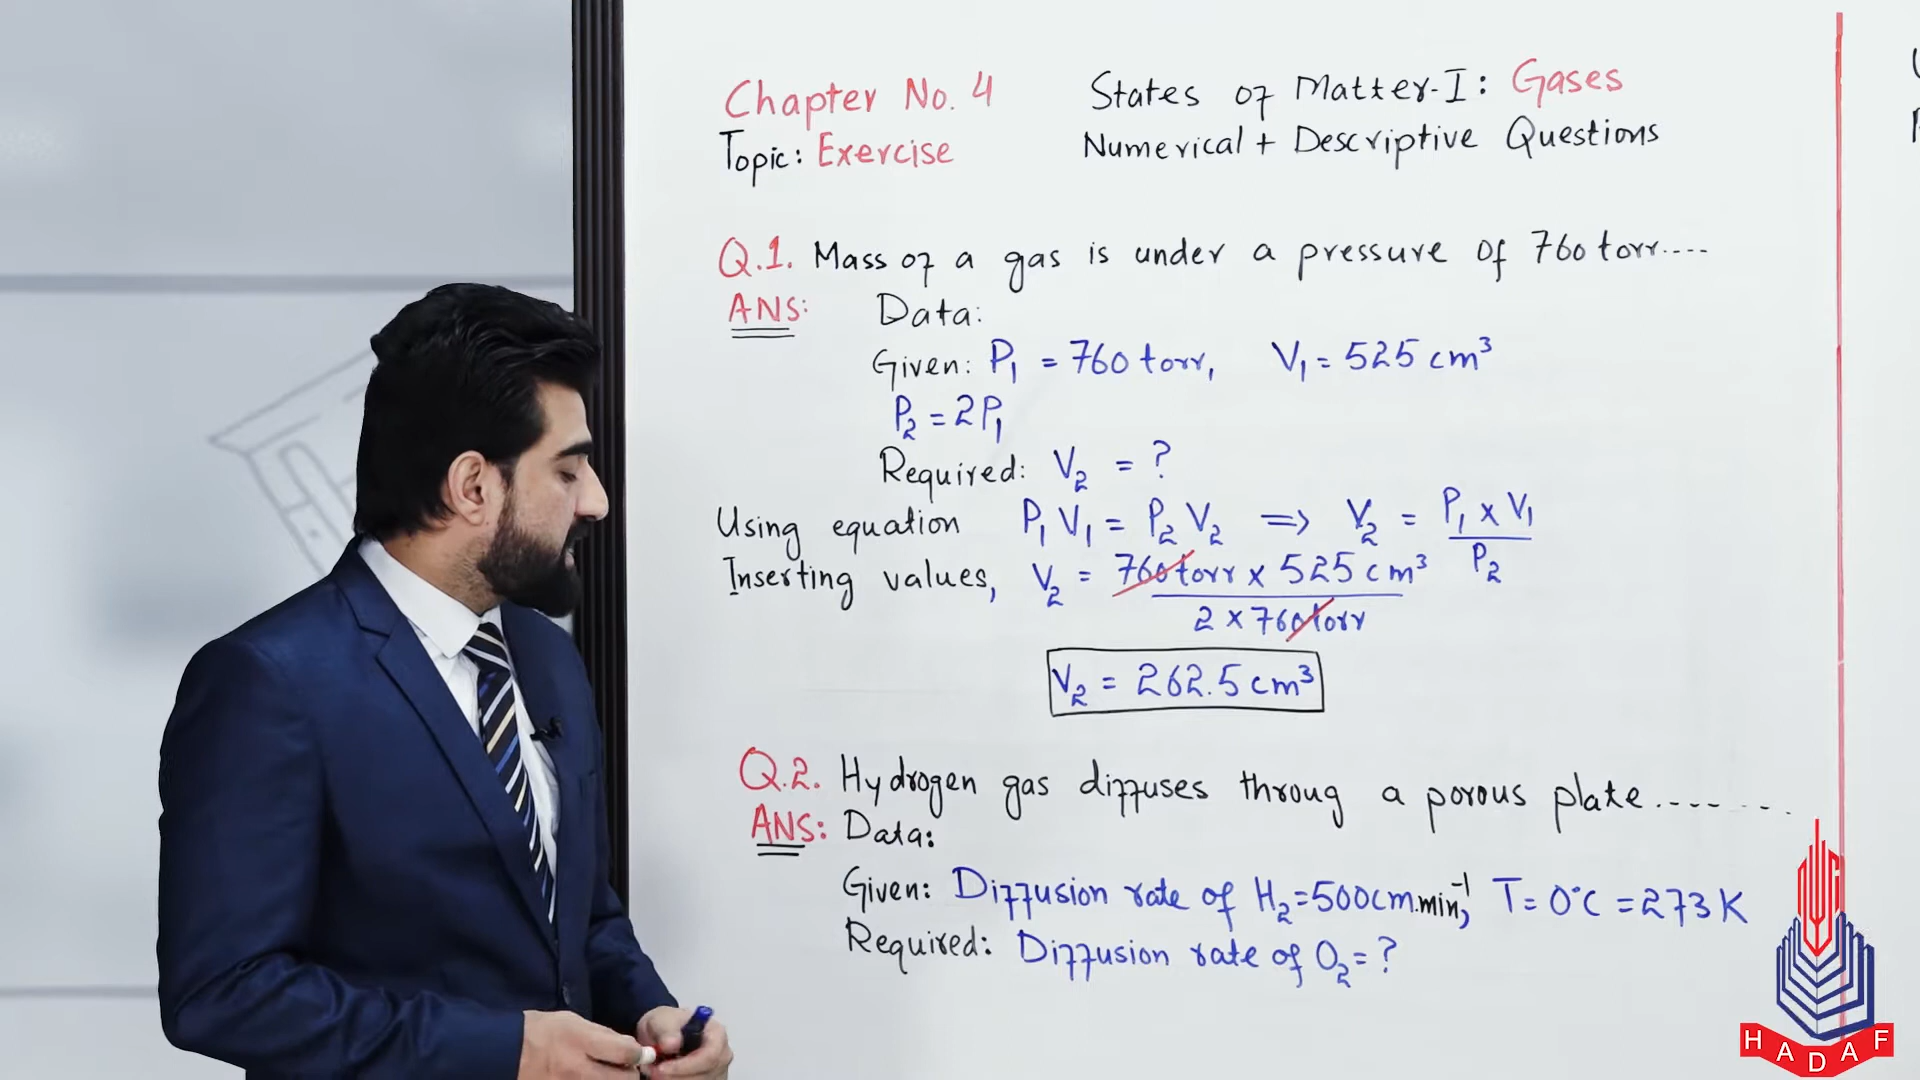 Chapter No. 4 States of Matter-I: Gases
Topic: Exercise Numerical + Descriptive Questions
Q.1. Mass of a gas is under a pressure of 760 torr....
ANS: Data:
Given: P₁ = 760 torr, V₁ = 525 cm³
P₂ = 2P₁
Required: V₂ = ?
Using equation P₁ V₁ = P₂ V₂ ⇒ V₂ = P₁ x V₁ / P₂
Inserting values, V₂ = 760 torr x 525 cm³ / 2 x 760 torr
V₂ = 262.5 cm³
Q.2. Hydrogen gas diffuses throug a porous plate.........
ANS: Data:
Given: Diffusion rate of H₂ = 500cm.min⁻¹, T = 0°C = 273 K
Required: Diffusion rate of O₂ = ?
HADAF